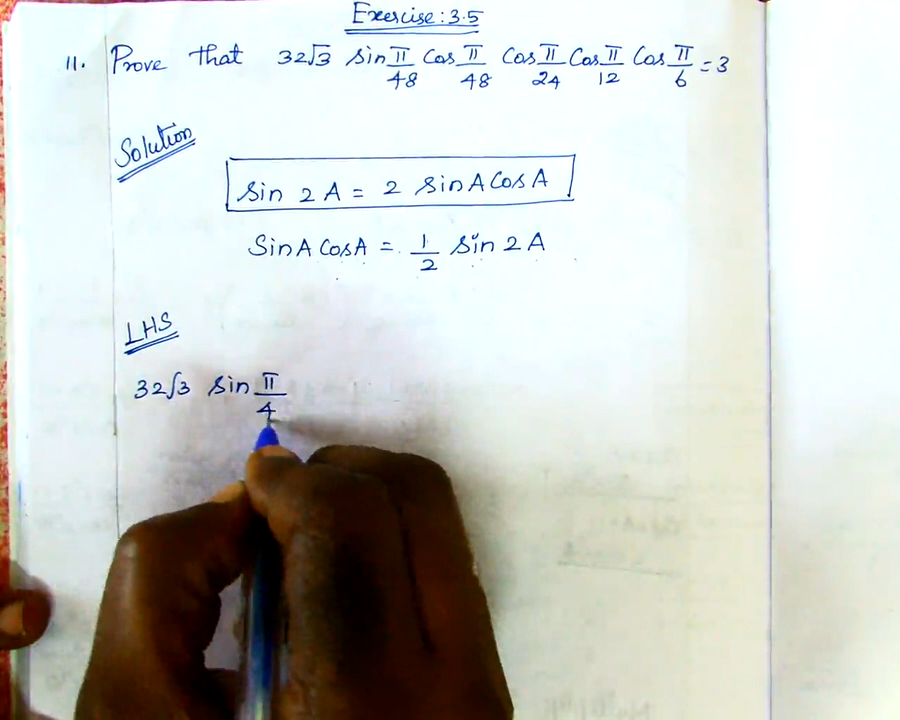 Exercise: 3.5
11. Prove that 32√3 sin π/48 cos π/48 cos π/24 cos π/12 cos π/6 = 3
Solution
sin 2A = 2 sin A cos A
sin A cos A = 1/2 sin 2A
LHS
32√3 sin π/4